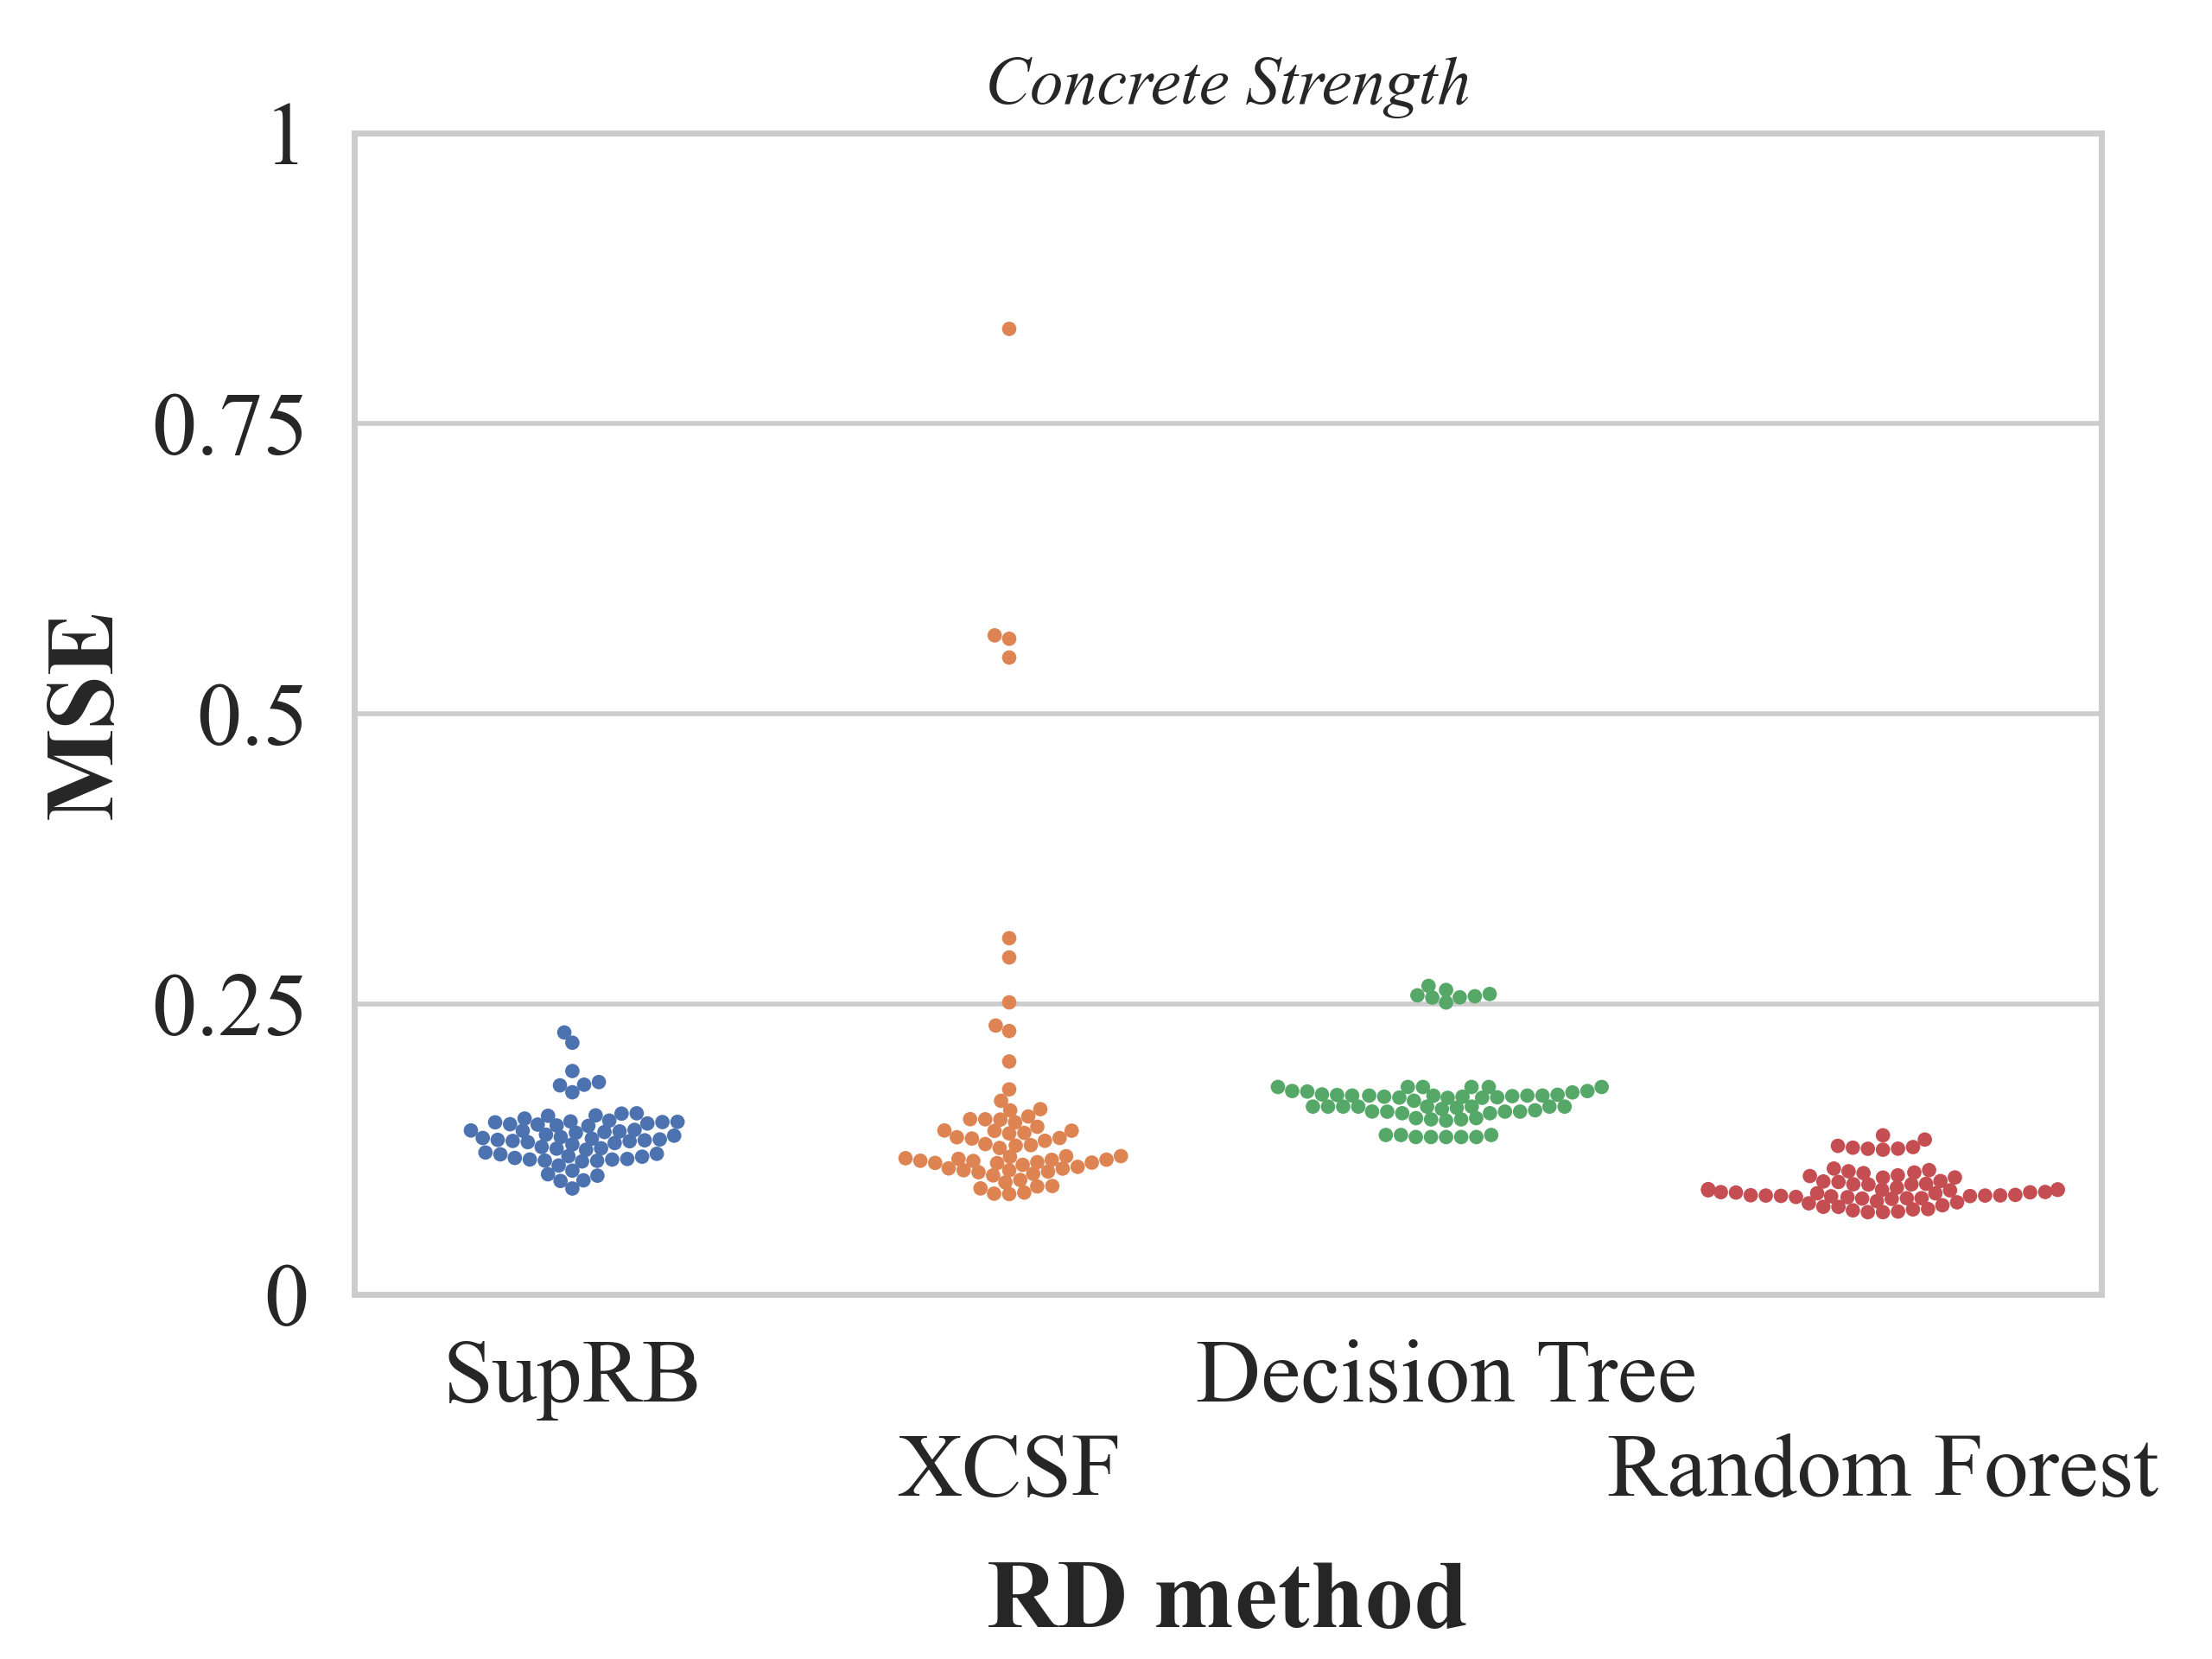 Concrete Strength
1
0.75
0.5
0.25
0
MSE
SupRB
Decision Tree
XCSF
Random Forest
RD method